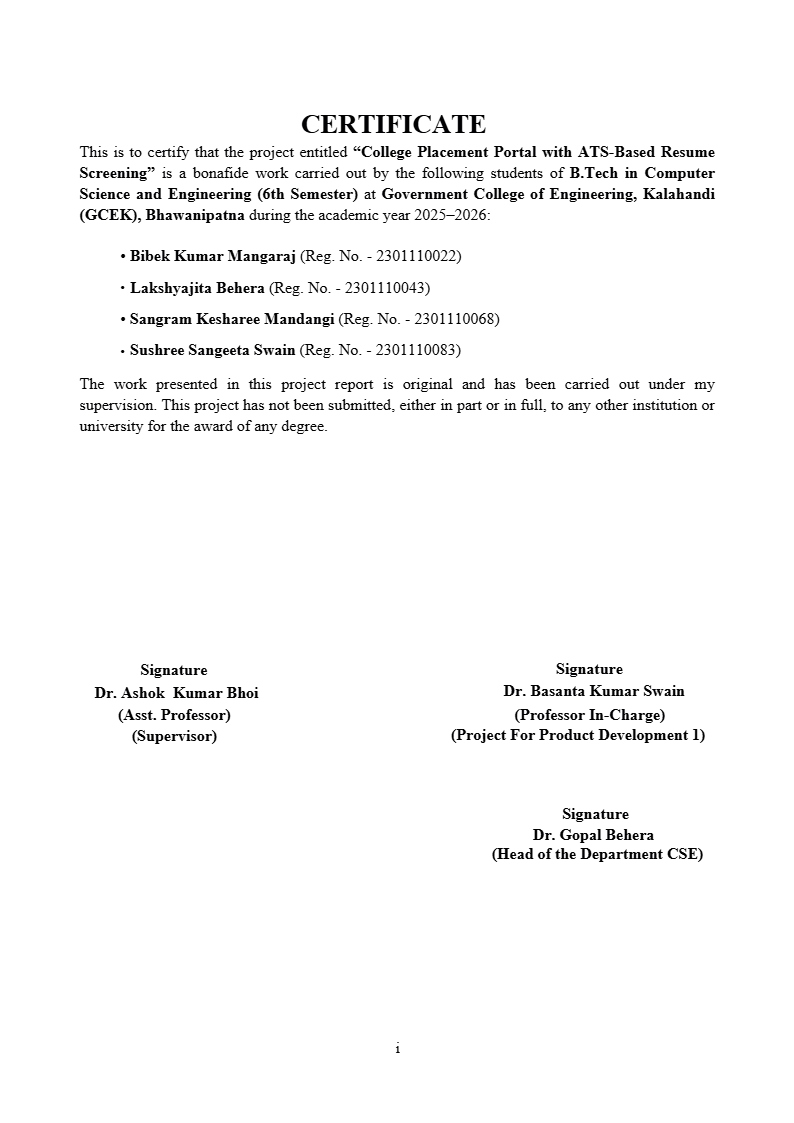 CERTIFICATE
This is to certify that the project entitled “College Placement Portal with ATS-Based Resume
Screening” is a bonafide work carried out by the following students of B.Tech in Computer
Science and Engineering (6th Semester) at Government College of Engineering, Kalahandi
(GCEK), Bhawanipatna during the academic year 2025–2026:
• Bibek Kumar Mangaraj (Reg. No. - 2301110022)
• Lakshyajita Behera (Reg. No. - 2301110043)
• Sangram Kesharee Mandangi (Reg. No. - 2301110068)
• Sushree Sangeeta Swain (Reg. No. - 2301110083)
The work presented in this project report is original and has been carried out under my
supervision. This project has not been submitted, either in part or in full, to any other institution or
university for the award of any degree.
Signature
Dr. Ashok Kumar Bhoi
(Asst. Professor)
(Supervisor)
Signature
Dr. Basanta Kumar Swain
(Professor In-Charge)
(Project For Product Development 1)
Signature
Dr. Gopal Behera
(Head of the Department CSE)
i